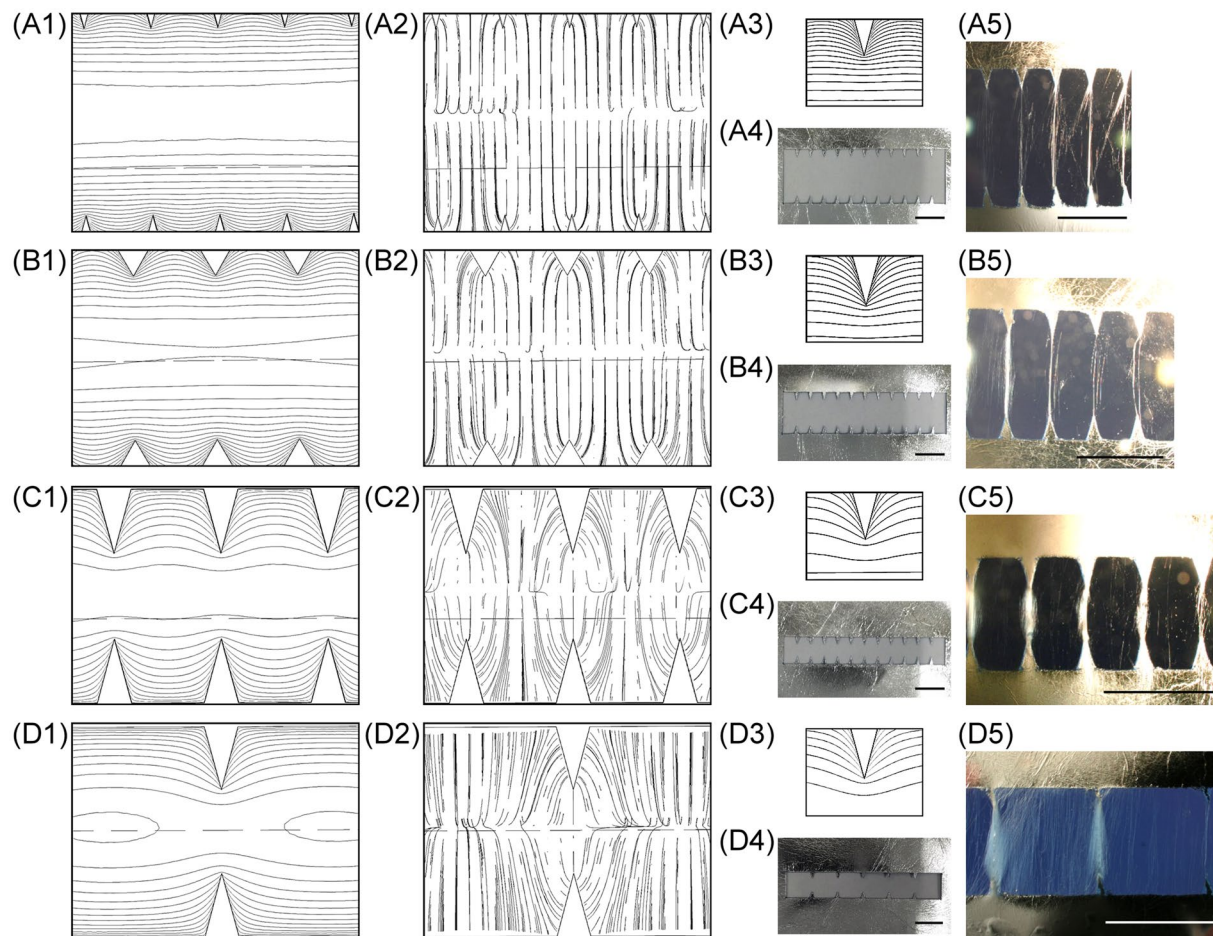 (A1)
(A2)
(A3)
(A4)
(A5)
(B1)
(B2)
(B3)
(B4)
(B5)
(C1)
(C2)
(C3)
(C4)
(C5)
(D1)
(D2)
(D3)
(D4)
(D5)